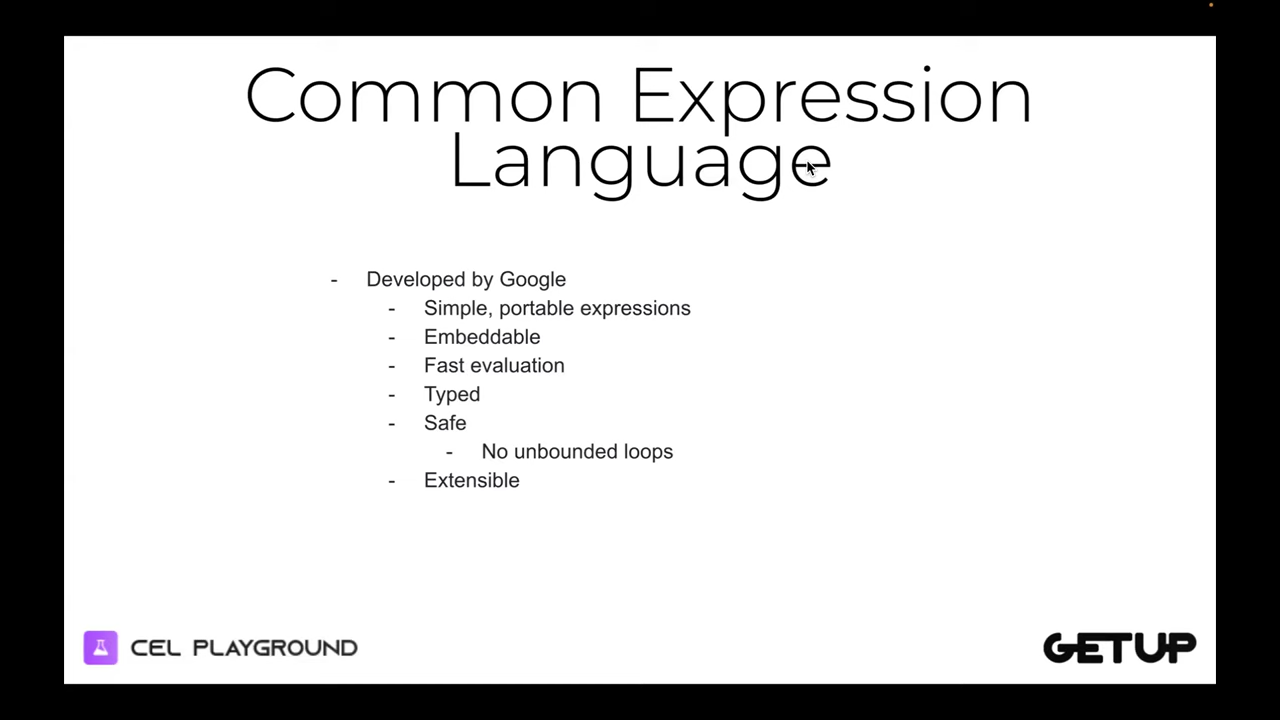 Common Expression
Language
- Developed by Google
- Simple, portable expressions
- Embeddable
- Fast evaluation
- Typed
- Safe
- No unbounded loops
- Extensible
CEL PLAYGROUND
GETUP